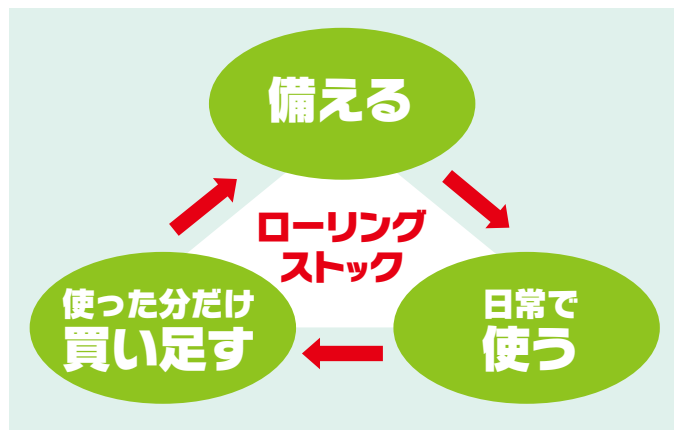 備える
ローリング
ストック
日常で
使う
使った分だけ
買い足す